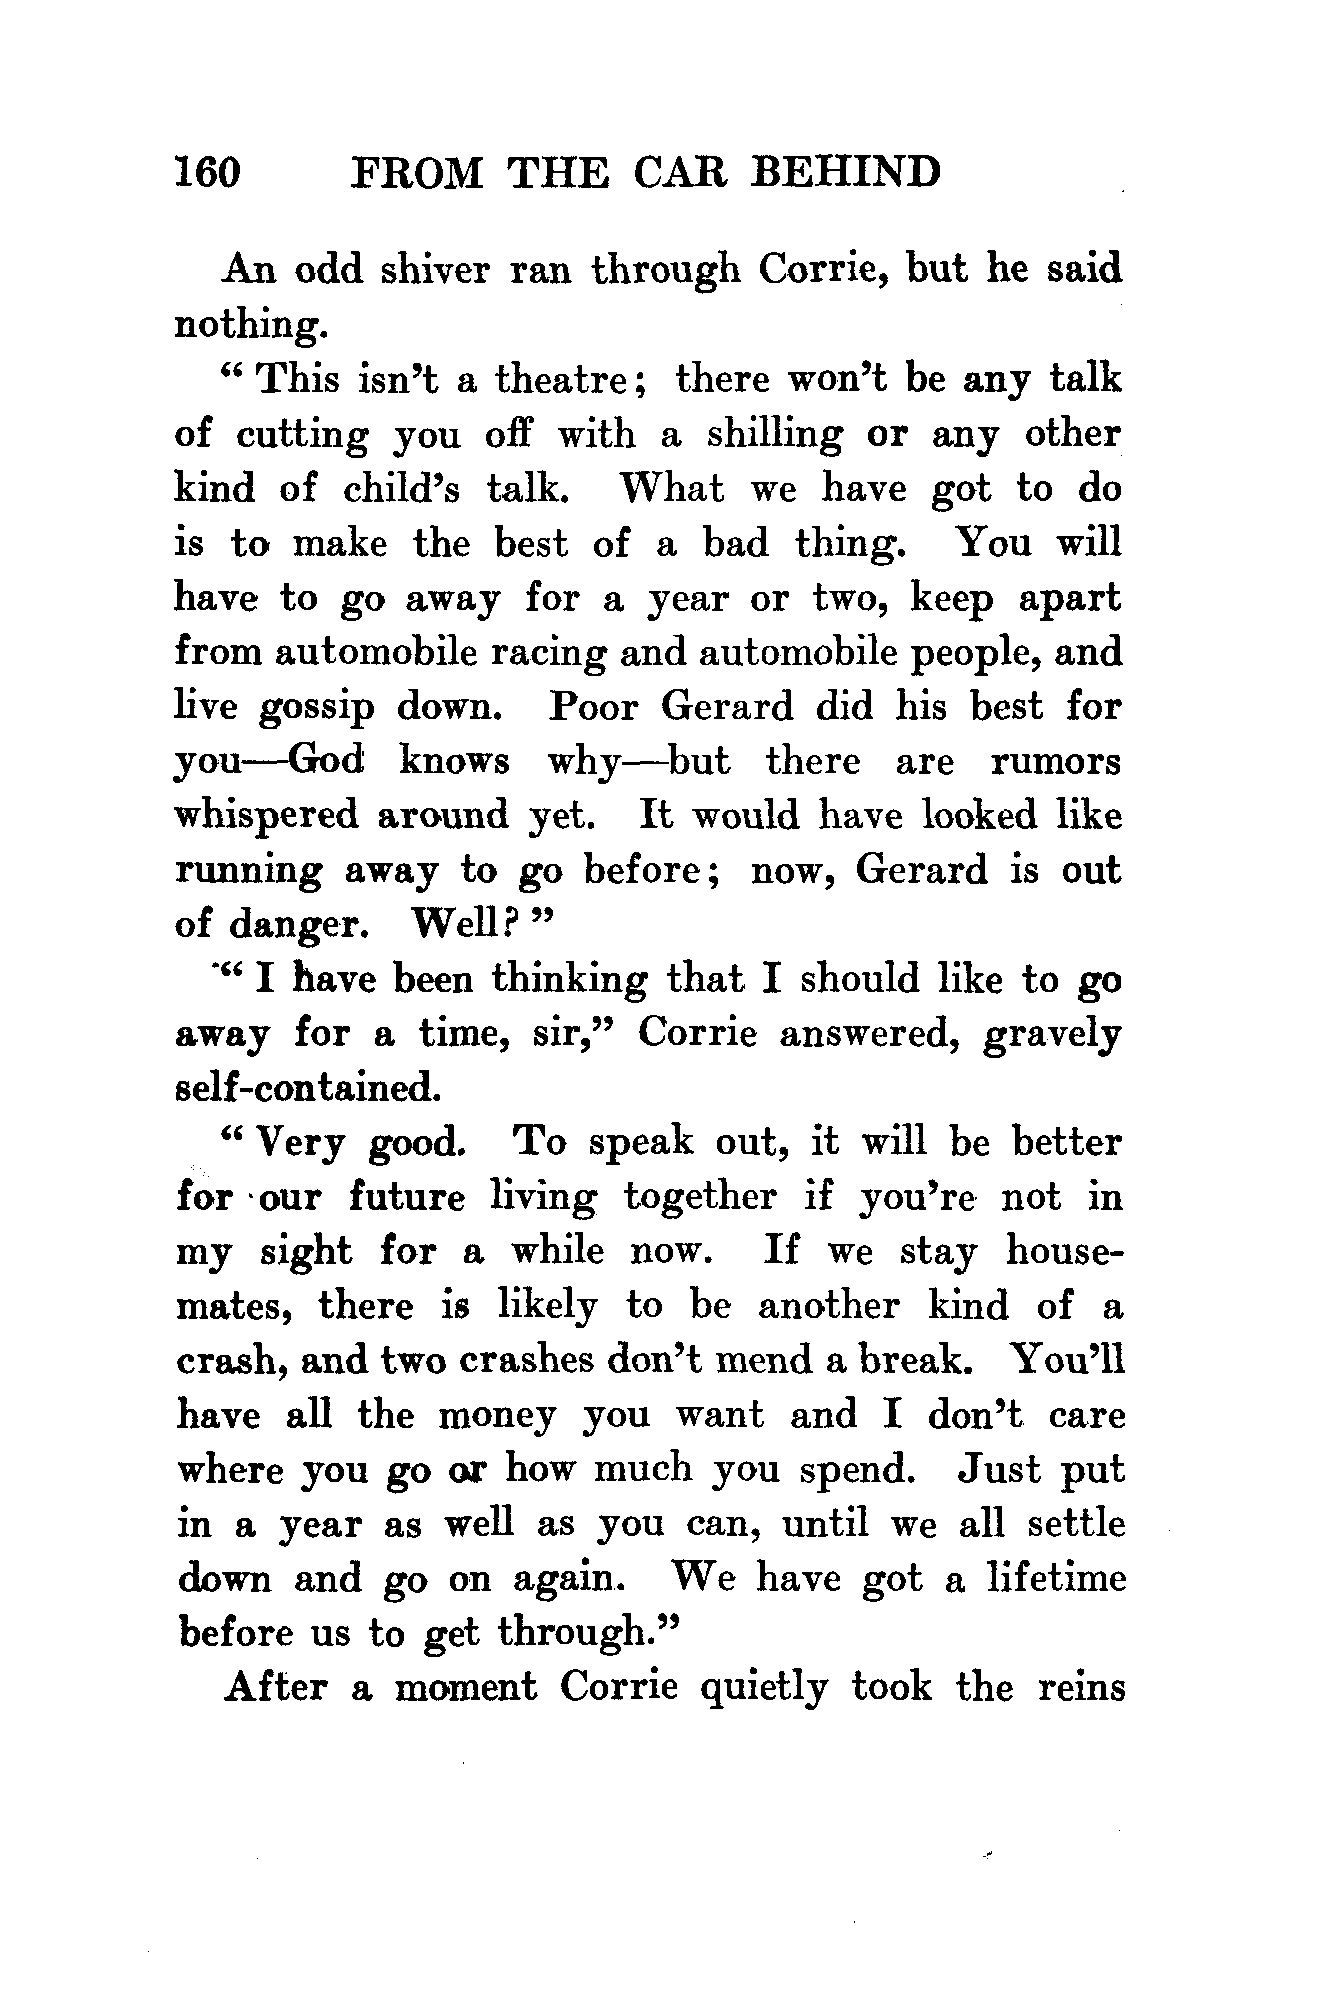 160 FROM THE CAR BEHIND
An odd shiver ran through Corrie, but he said
nothing.
“ This isn’t a theatre; there won’t be any talk
of cutting you off with a shilling or any other
kind of child’s talk. What we have got to do
is to make the best of a bad thing. You will
have to go away for a year or two, keep apart
from automobile racing and automobile people, and
live gossip down. Poor Gerard did his best for
you—God knows why—but there are rumors
whispered around yet. It would have looked like
running away to go before; now, Gerard is out
of danger. Well? ”
“ I have been thinking that I should like to go
away for a time, sir,” Corrie answered, gravely
self-contained.
“ Very good. To speak out, it will be better
for our future living together if you’re not in
my sight for a while now. If we stay house-
mates, there is likely to be another kind of a
crash, and two crashes don’t mend a break. You’ll
have all the money you want and I don’t care
where you go or how much you spend. Just put
in a year as well as you can, until we all settle
down and go on again. We have got a lifetime
before us to get through.”
After a moment Corrie quietly took the reins